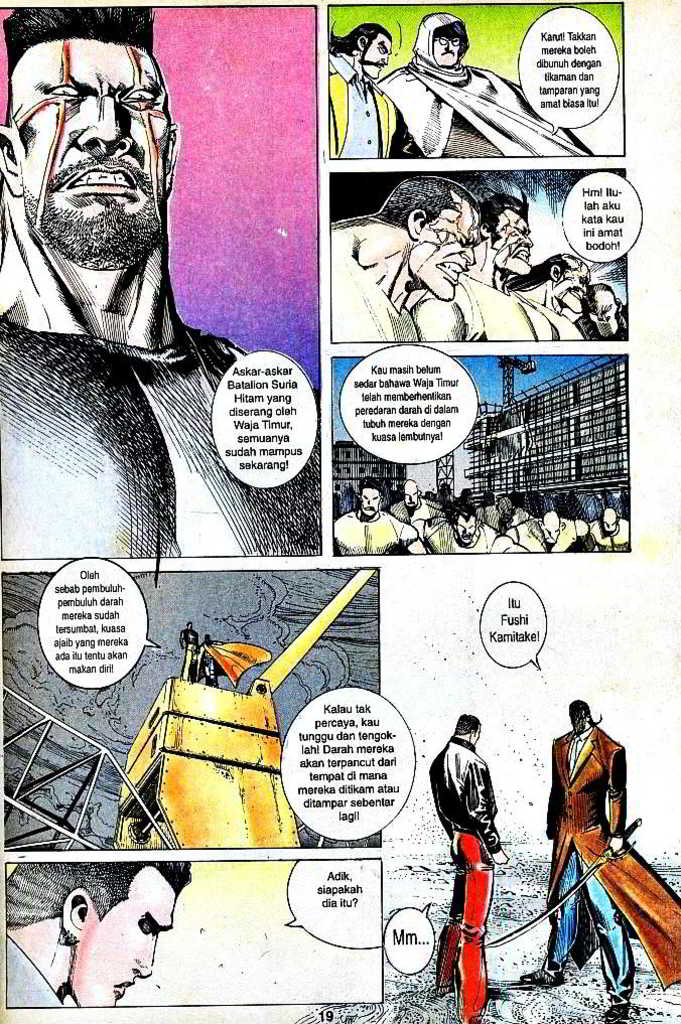 Askar-askar
Batalion Suria
Hitam yang
diserang oleh
Waja Timur,
semuanya
sudah mampus
sekarang!
Karut! Takkan
mereka boleh
dibunuh dengan
tikaman dan
tamparan yang
amat biasa itu!
Hm! Itu-
lah aku
kata kau
ini amat
bodoh!
Kau masih belum
sedar bahawa Waja Timur
telah memberhentikan
peredaran darah di dalam
tubuh mereka dengan
kuasa lembutnya!
Oleh
sebab pembuluh-
pembuluh darah
mereka sudah
tersumbat, kuasa
ajaib yang mereka
ada itu tentu akan
makan diri!
Kalau tak
percaya, kau
tunggu dan tengok-
lah! Darah mereka
akan terpancut dari
tempat di mana
mereka ditikam atau
ditampar sebentar
lagi!
Itu
Fushi
Kamitake!
Adik,
siapakah
dia itu?
Mm...
19